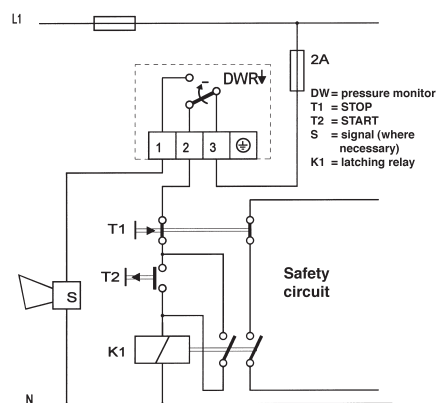 L1
2A
DWR
DW = pressure monitor
T1 = STOP
T2 = START
S = signal (where
necessary)
K1 = latching relay
1 2 3
T1
T2
Safety
circuit
S
K1
N